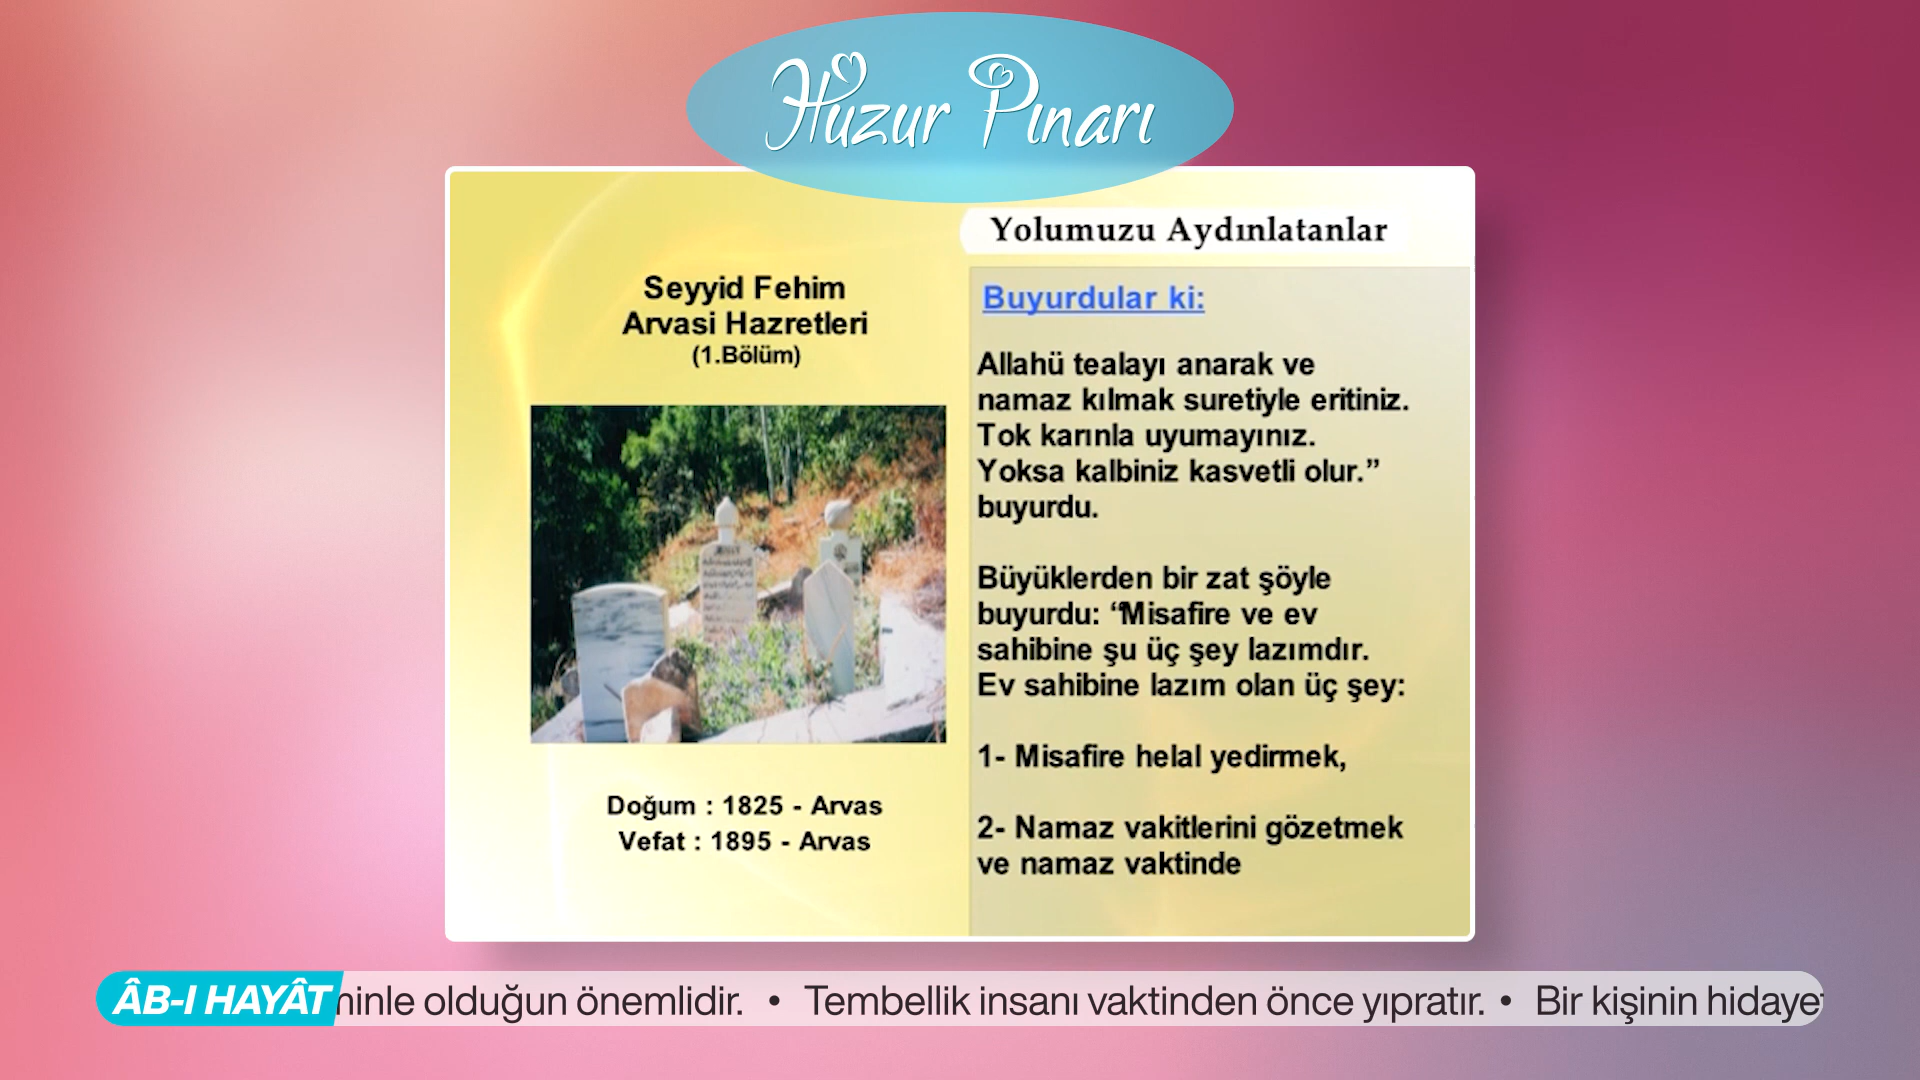 Huzur Pınarı
Yolumuzu Aydınlatanlar
Seyyid Fehim
Arvasi Hazretleri
(1.Bölüm)
Doğum : 1825 - Arvas
Vefat : 1895 - Arvas
Buyurdular ki:
Allahü tealayı anarak ve
namaz kılmak suretiyle eritiniz.
Tok karınla uyumayınız.
Yoksa kalbiniz kasvetli olur.”
buyurdu.
Büyüklerden bir zat şöyle
buyurdu: “Misafire ve ev
sahibine şu üç şey lazımdır.
Ev sahibine lazım olan üç şey:
1- Misafire helal yedirmek,
2- Namaz vakitlerini gözetmek
ve namaz vaktinde
ÂB-I HAYÂT
olduğun önemlidir. • Tembellik insanı vaktinden önce yıpratır. • Bir kişinin